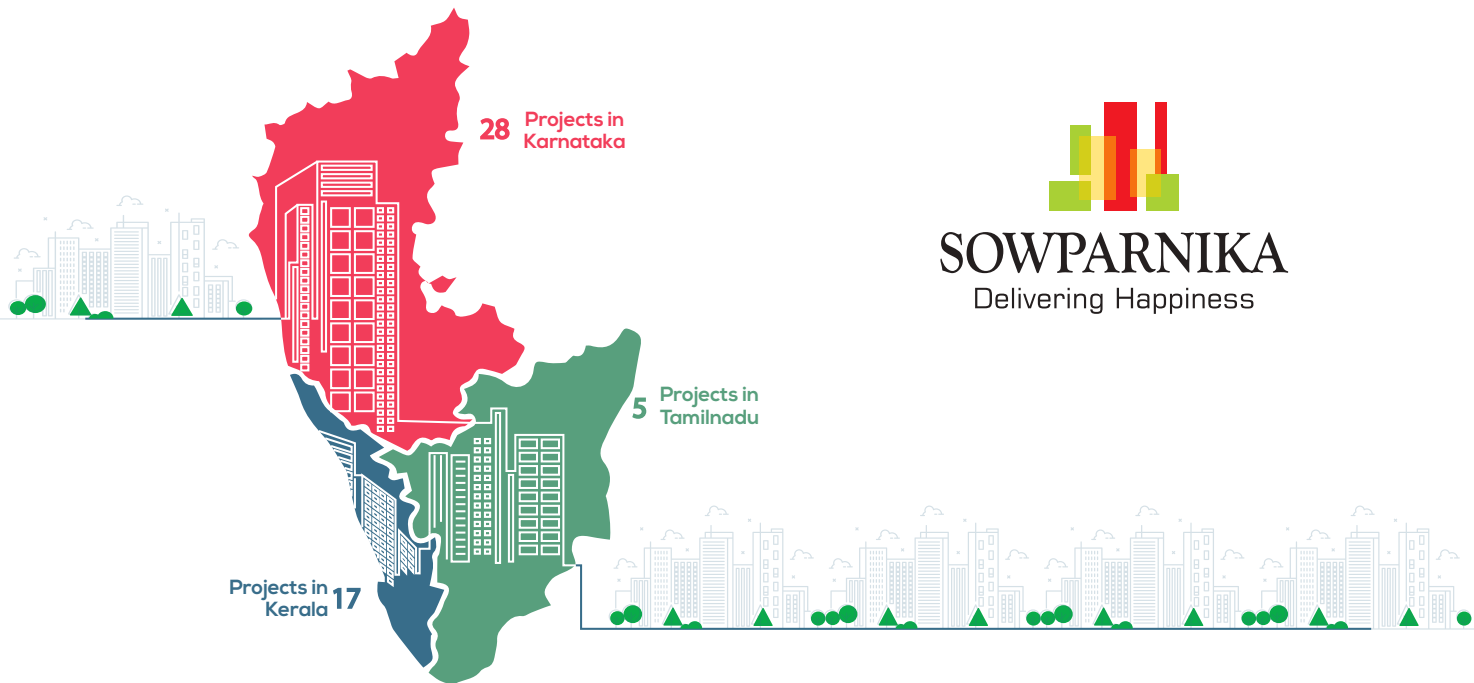 28 Projects in
Karnataka
SOWPARNIKA
Delivering Happiness
5 Projects in
Tamilnadu
Projects in 17
Kerala